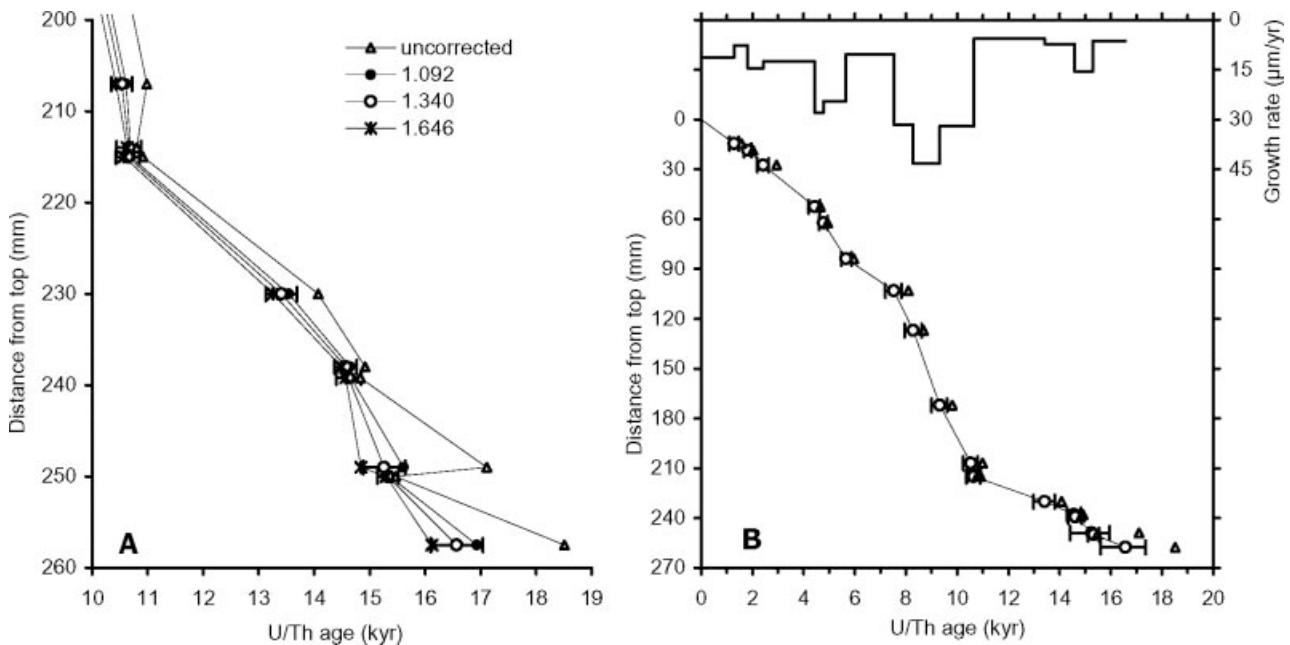 200
210
220
230
240
250
260
Distance from top (mm)
uncorrected
1.092
1.340
1.646
A
10 11 12 13 14 15 16 17 18 19
U/Th age (kyr)
0
15
30
45
Growth rate (µm/yr)
0
30
60
90
120
150
180
210
240
270
Distance from top (mm)
B
0 2 4 6 8 10 12 14 16 18 20
U/Th age (kyr)